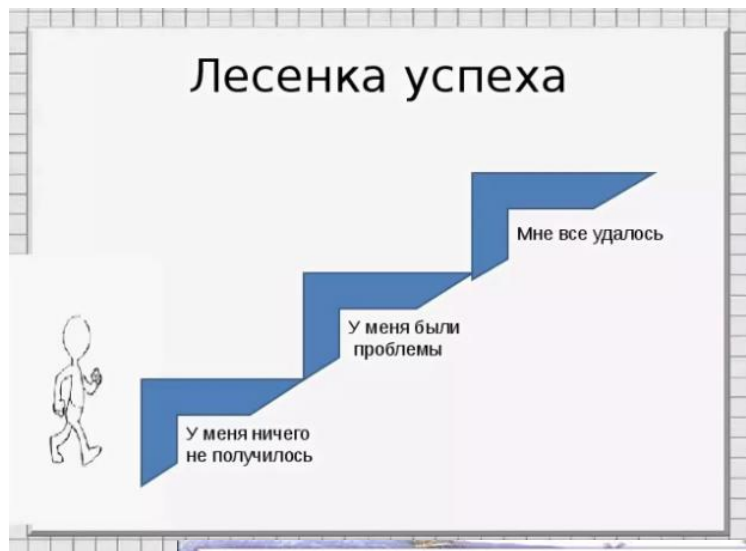 Лесенка успеха
Мне все удалось
У меня были
проблемы
У меня ничего
не получилось